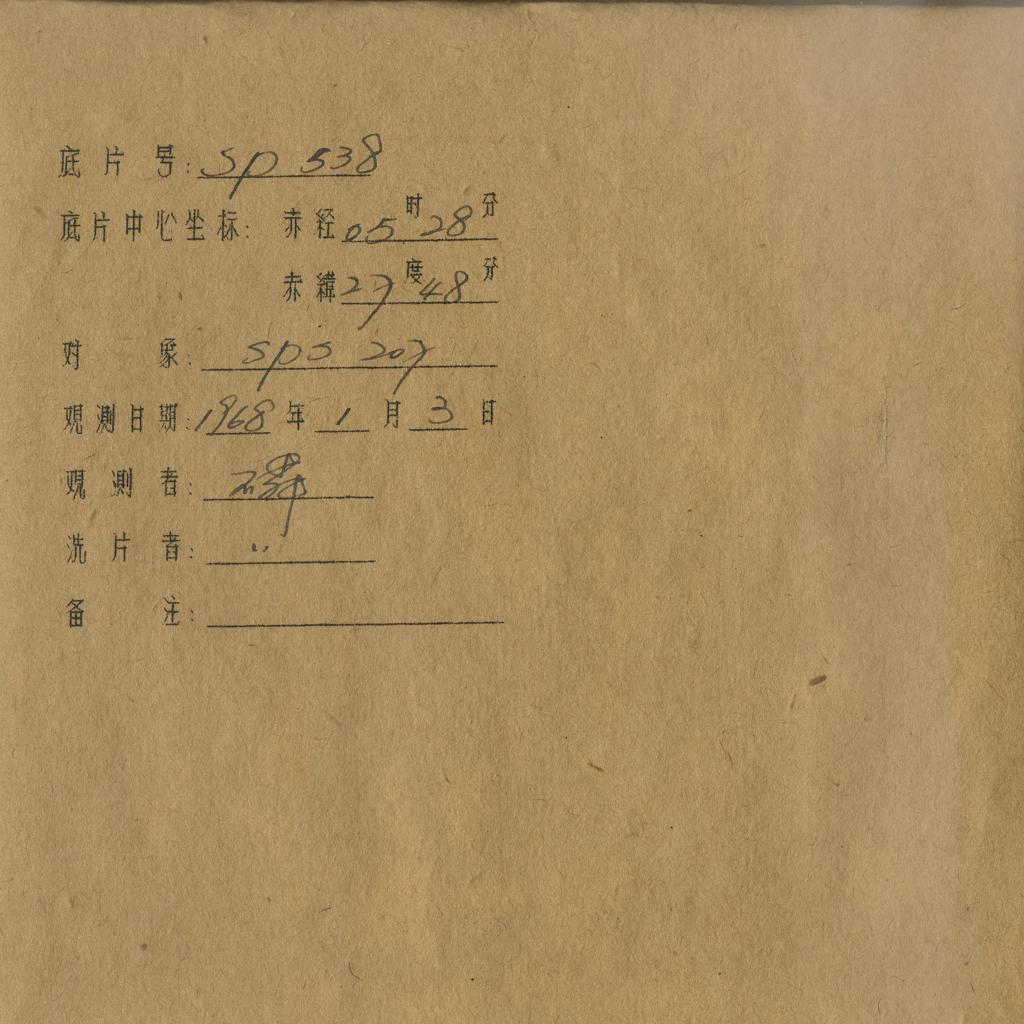 底片号: sp 538
底片中心坐标: 赤经 05 时 28 分
赤緯 27 度 48 分
对象: sps 207
观测日期: 1968 年 1 月 3 日
观测者: 磷
洗片者: 〃
备注: